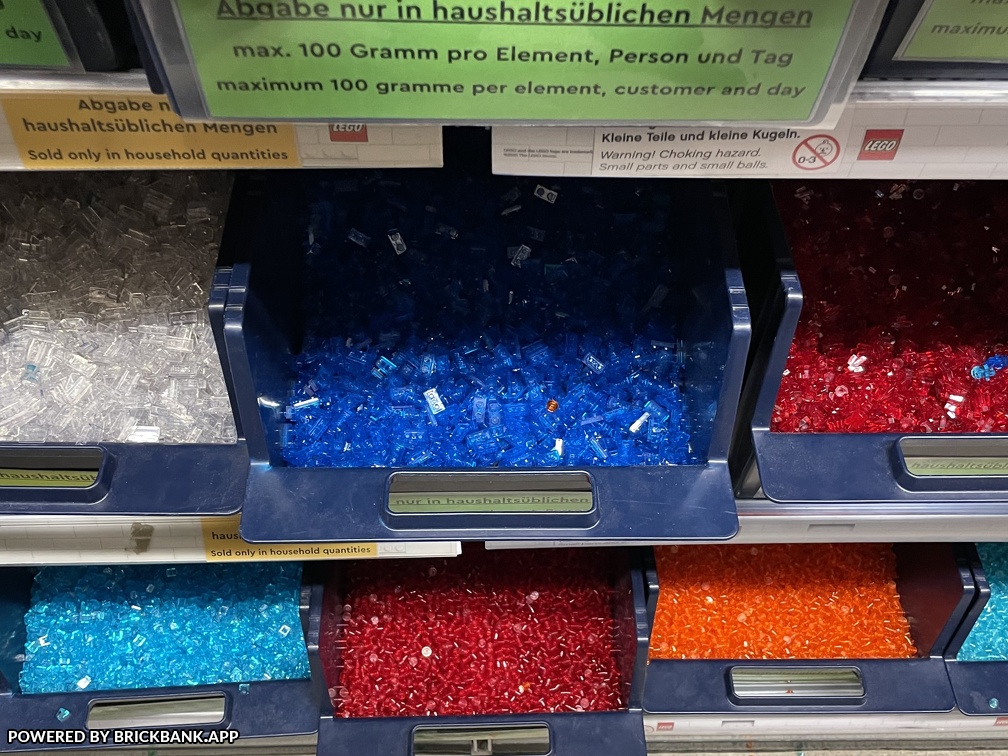 Abgabe nur in haushaltsüblichen Mengen
max. 100 Gramm pro Element, Person und Tag
maximum 100 gramme per element, customer and day
day
maximu
Abgabe n
haushaltsüblichen Mengen
Sold only in household quantities
LEGO
Kleine Teile und kleine Kugeln.
Warning! Choking hazard.
Small parts and small balls.
0-3
LEGO
haushaltsüb
nur in haushaltsüblichen
haushaltsüb
haus
Sold only in household quantities
POWERED BY BRICKBANK.APP